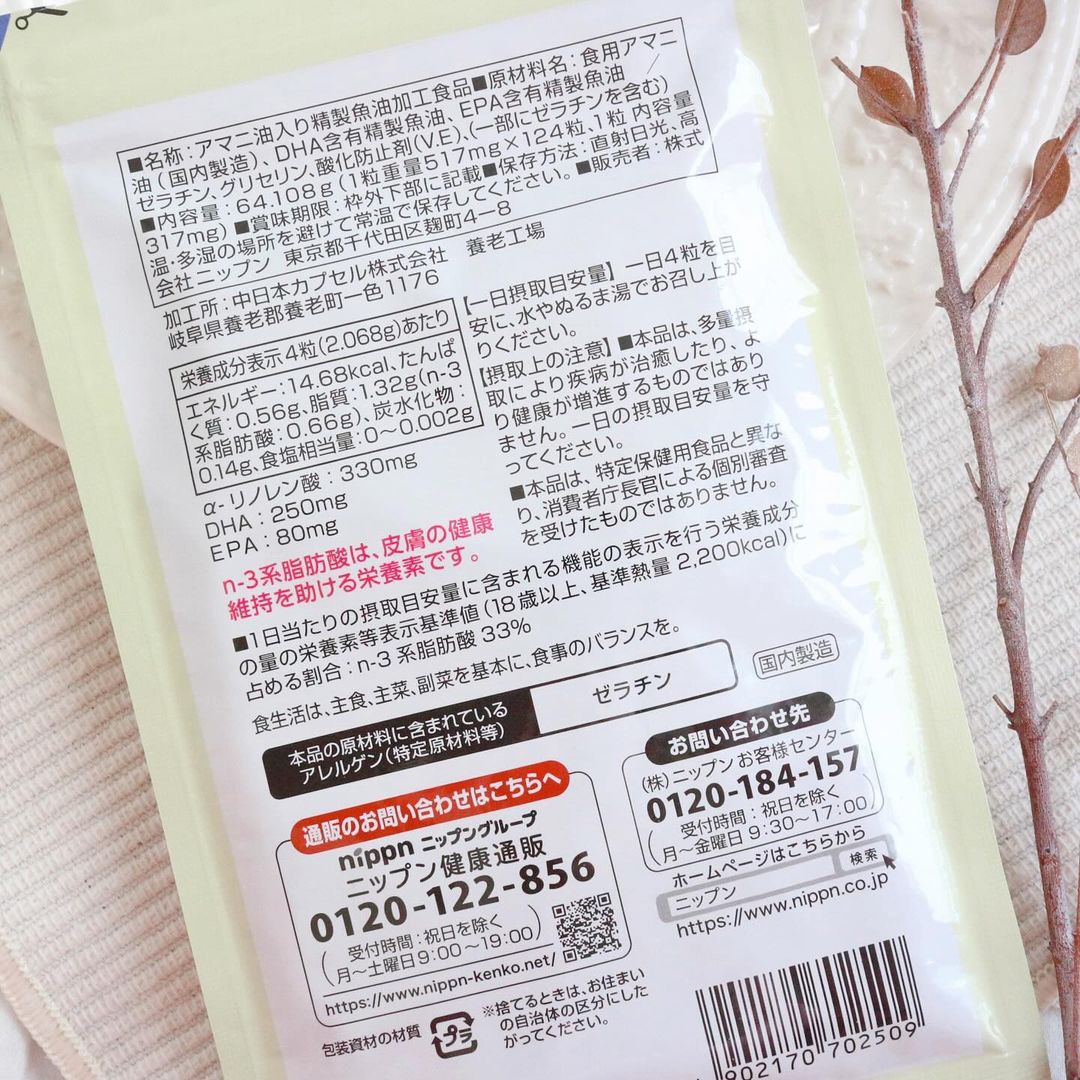 ■名称：アマニ油入り精製魚油加工食品■原材料名：食用アマニ
油（国内製造）、DHA含有精製魚油、EPA含有精製魚油／
ゼラチン、グリセリン、酸化防止剤(V.E)、(一部にゼラチンを含む)
■内容量：64.108g（1粒重量517mg×124粒、1粒 内容量
317mg）■賞味期限：枠外下部に記載■保存方法：直射日光、高
温・多湿の場所を避けて常温で保存してください。■販売者：株式
会社ニップン 東京都千代田区麹町4－8
加工所：中日本カプセル株式会社 養老工場
岐阜県養老郡養老町一色1176
栄養成分表示4粒(2.068g)あたり
エネルギー：14.68kcal、たんぱ
く質：0.56g、脂質：1.32g(n-3
系脂肪酸：0.66g)、炭水化物：
0.14g、食塩相当量：0～0.002g
α-リノレン酸：330mg
DHA：250mg
EPA：80mg
n-3系脂肪酸は、皮膚の健康
維持を助ける栄養素です。
【一日摂取目安量】一日4粒を目
安に、水やぬるま湯でお召し上が
りください。
【摂取上の注意】■本品は、多量摂
取により疾病が治癒したり、よ
り健康が増進するものではあり
ません。一日の摂取目安量を守
ってください。
■本品は、特定保健用食品と異な
り、消費者庁長官による個別審査
を受けたものではありません。
■1日当たりの摂取目安量に含まれる機能の表示を行う栄養成分
の量の栄養素等表示基準値（18歳以上、基準熱量 2,200kcal）に
占める割合：n-3 系脂肪酸 33%
食生活は、主食、主菜、副菜を基本に、食事のバランスを。
国内製造
本品の原材料に含まれている
アレルゲン（特定原材料等）
ゼラチン
通販のお問い合わせはこちらへ
nippn ニップングループ
ニップン健康通販
0120-122-856
受付時間：祝日を除く
月～土曜日9:00～19:00
https://www.nippn-kenko.net/
お問い合わせ先
(株)ニップンお客様センター
0120-184-157
受付時間：祝日を除く
月～金曜日 9:30～17:00
ホームページはこちらから
ニップン 検索
https://www.nippn.co.jp
包装資材の材質
プラ
※捨てるときは、お住まい
の自治体の区分にした
がってください。
902170 702509